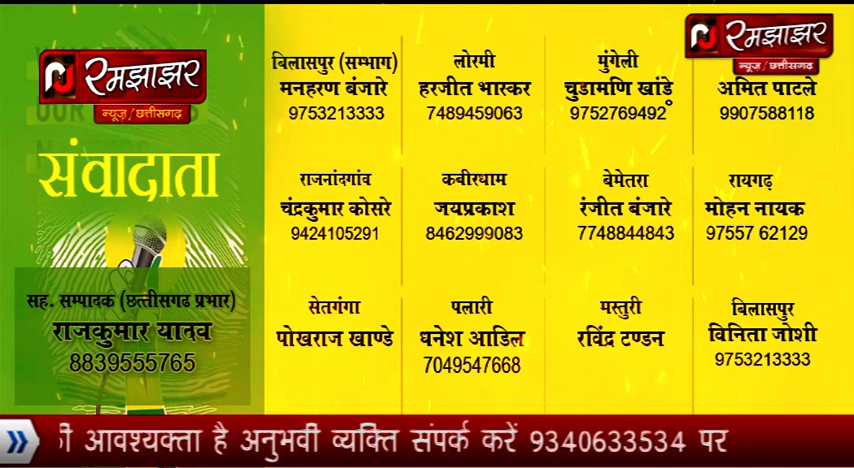 रमझाझर
न्यूज़/छत्तीसगढ़
संवादाता
सह. सम्पादक (छत्तीसगढ प्रभार)
राजकुमार यादव
8839555765
बिलासपुर (सम्भाग)
मनहरण बंजारे
9753213333
लोरमी
हरजीत भास्कर
7489459063
मुंगेली
चुडामणि खांड़े
9752769492
रमझाझर
न्यूज़/छत्तीसगढ़
अमित पाटले
9907588118
राजनांदगांव
चंद्रकुमार कोसरे
9424105291
कबीरधाम
जयप्रकाश
8462999083
बेमेतरा
रंजीत बंजारे
7748844843
रायगढ़
मोहन नायक
97557 62129
सेतगंगा
पोखराज खाण्डे
पलारी
धनेश आडिल
7049547668
मस्तुरी
रविंद्र टण्डन
बिलासपुर
विनिता जोशी
9753213333
की आवश्यक्ता है अनुभवी व्यक्ति संपर्क करें 9340633534 पर